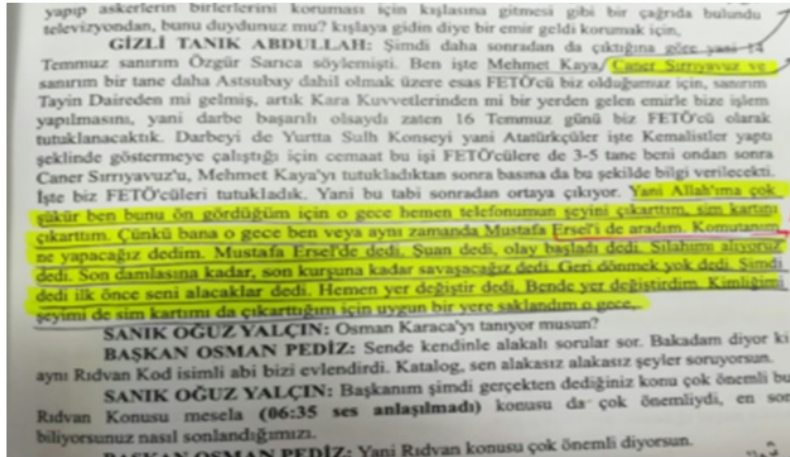 yapıp askerlerin birlerlerini koruması için kışlasına gitmesi gibi bir çağrıda bulundu
televizyondan, bunu duydunuz mu? kışlaya gidin diye bir emir geldi korumak için,
GİZLİ TANIK ABDULLAH: Şimdi daha sonradan da çıktığına göre yani 14
Temmuz sanırım Özgür Sarıca söylemişti. Ben işte Mehmet Kaya, Caner Sırrıyavuz ve
sanırım bir tane daha Astsubay dahil olmak üzere esas FETÖ'cü biz olduğumuz için, sanırım
Tayin Daireden mi gelmiş, artık Kara Kuvvetlerinden mi bir yerden gelen emirle bize işlem
yapılmasını, yani darbe başarılı olsaydı zaten 16 Temmuz günü biz FETÖ'cü olarak
tutuklanacaktık. Darbeyi de Yurtta Sulh Konseyi yani Atatürkçüler işte Kemalistler yaptı
şeklinde göstermeye çalıştığı için cemaat bu işi FETÖ'cülere de 3-5 tane beni ondan sonra
Caner Sırrıyavuz'u, Mehmet Kaya'yı tutukladıktan sonra basına da bu şekilde bilgi verilecekti.
İşte biz FETÖ'cüleri tutukladık. Yani bu tabi sonradan ortaya çıkıyor. Yani Allah'ıma çok
şükür ben bunu ön gördüğüm için o gece hemen telefonumun şeyini çıkarttım, sim kartını
çıkarttım. Çünkü bana o gece ben veya aynı zamanda Mustafa Ersel'i de aradım. Komutanım
ne yapacağız dedim. Mustafa Ersel'de dedi. Şuan dedi, olay başladı dedi. Silahımı alıyoruz
dedi. Son damlasına kadar, son kurşuna kadar savaşacağız dedi. Geri dönmek yok dedi. Şimdi
dedi ilk önce seni alacaklar dedi. Hemen yer değiştir dedi. Bende yer değiştirdim. Kimliğimi
şeyimi de sim kartımı da çıkarttığım için uygun bir yere saklandım o gece.
SANIK OĞUZ YALÇIN: Osman Karaca'yı tanıyor musun?
BAŞKAN OSMAN PEDİZ: Sende kendinle alakalı sorular sor. Bakadam diyor ki
aynı Rıdvan Kod isimli abi bizi evlendirdi. Katalog, sen alakasız alakasız şeyler soruyorsun.
SANIK OĞUZ YALÇIN: Başkanım şimdi gerçekten dediğiniz konu çok önemli bu
Rıdvan Konusu mesela (06:35 ses anlaşılmadı) konusu da çok önemliydi, en son
biliyorsunuz nasıl sonlandığımızı.
BAŞKAN OSMAN PEDİZ: Yani Rıdvan konusu çok önemli diyorsun.